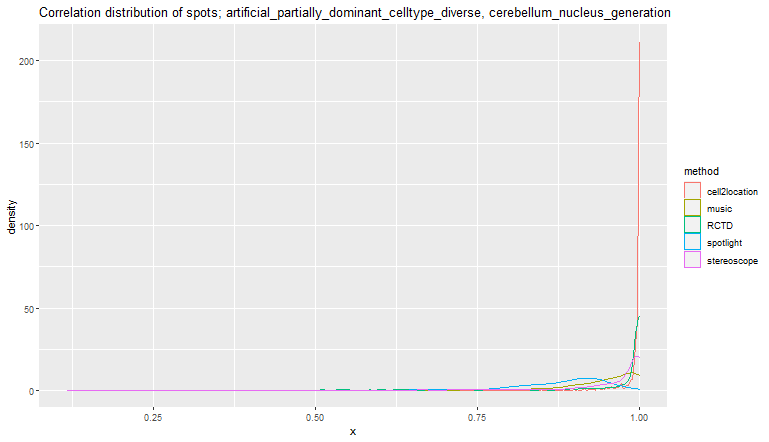 Correlation distribution of spots; artificial_partially_dominant_celltype_diverse, cerebellum_nucleus_generation
200
150
100
50
0
density
0.25
0.50
0.75
1.00
x
method
cell2location
music
RCTD
spotlight
stereoscope